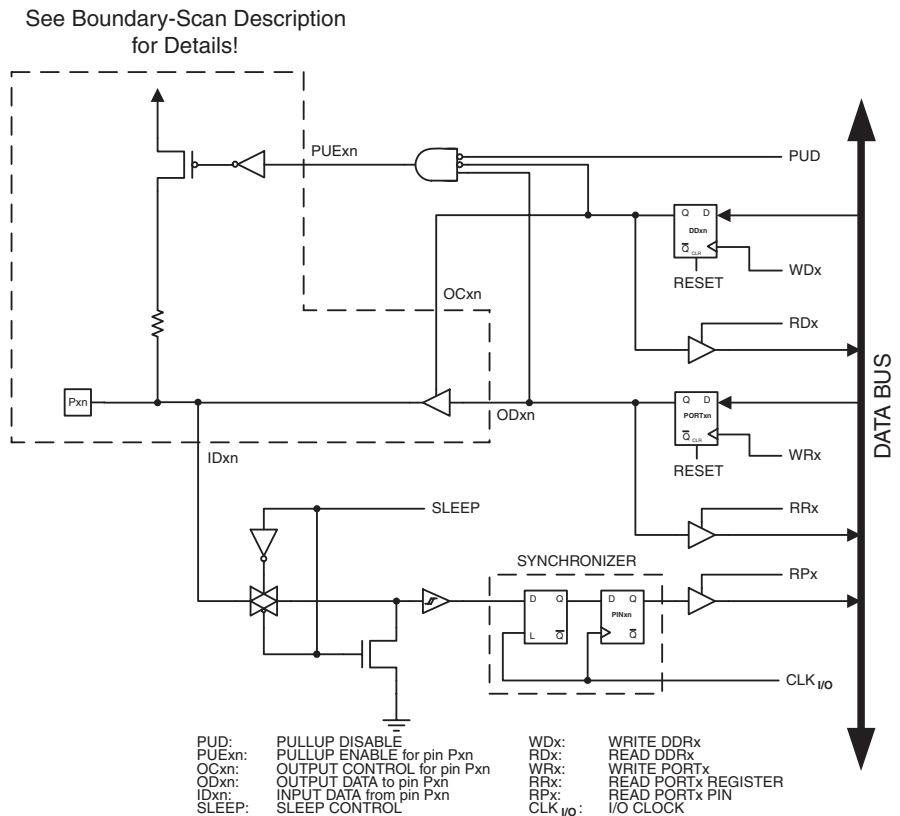 See Boundary-Scan Description
for Details!
PUExn
PUD
Q D
DDxn
Q CLR
RESET
WDx
OCxn
RDx
Pxn
ODxn
Q D
PORTxn
Q CLR
RESET
WRx
DATA BUS
IDxn
SLEEP
RRx
SYNCHRONIZER
RPx
D Q
L Q
D Q
PINxn
Q
CLK I/O
PUD: PULLUP DISABLE
PUExn: PULLUP ENABLE for pin Pxn
OCxn: OUTPUT CONTROL for pin Pxn
ODxn: OUTPUT DATA to pin Pxn
IDxn: INPUT DATA from pin Pxn
SLEEP: SLEEP CONTROL
WDx: WRITE DDRx
RDx: READ DDRx
WRx: WRITE PORTx
RRx: READ PORTx REGISTER
RPx: READ PORTx PIN
CLK I/O: I/O CLOCK